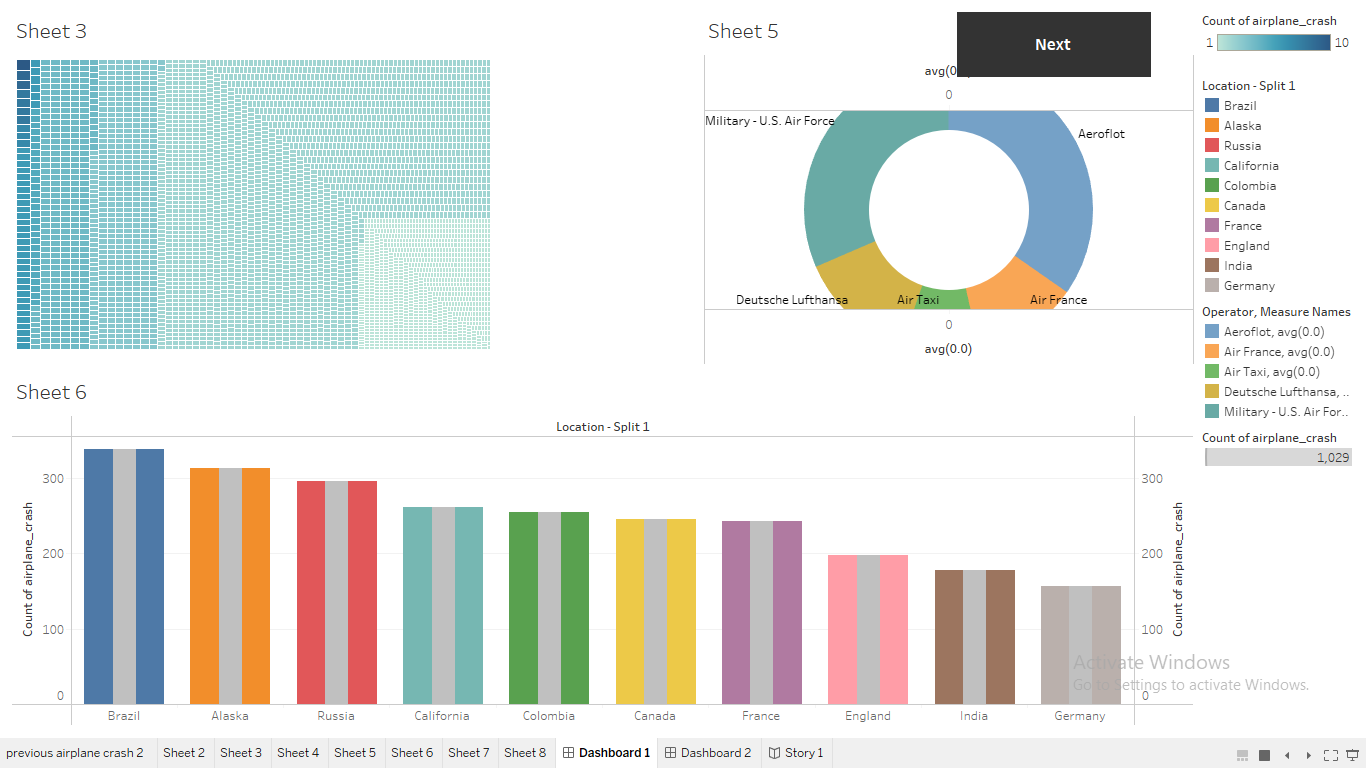 Sheet 3
Sheet 5
Next
avg(0.
0
Military - U.S. Air Force
Aeroflot
Deutsche Lufthansa
Air Taxi
Air France
0
avg(0.0)
Count of airplane_crash
1
10
Location - Split 1
Brazil
Alaska
Russia
California
Colombia
Canada
France
England
India
Germany
Operator, Measure Names
Aeroflot, avg(0.0)
Air France, avg(0.0)
Air Taxi, avg(0.0)
Deutsche Lufthansa, ..
Military - U.S. Air For..
Count of airplane_crash
1,029
Sheet 6
Location - Split 1
Count of airplane_crash
300
200
100
0
300
200
100
0
Count of airplane_crash
Brazil
Alaska
Russia
California
Colombia
Canada
France
England
India
Germany
Activate Windows
Go to Settings to activate Windows.
previous airplane crash 2
Sheet 2
Sheet 3
Sheet 4
Sheet 5
Sheet 6
Sheet 7
Sheet 8
Dashboard 1
Dashboard 2
Story 1